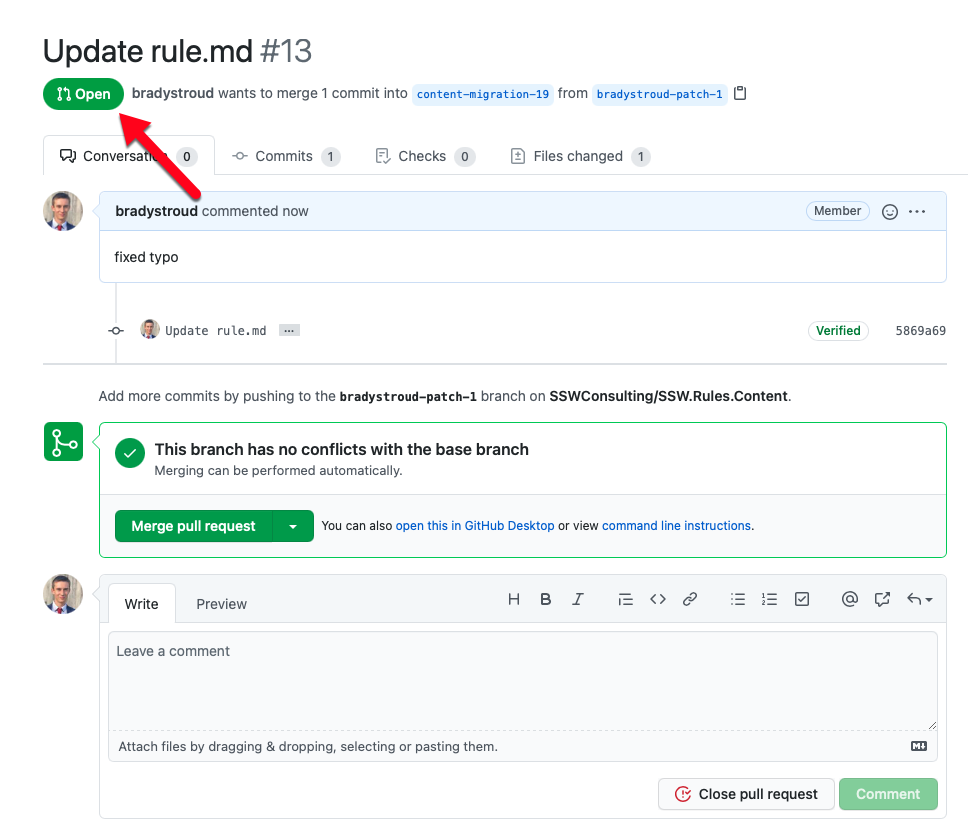 Update rule.md #13
Open bradystroud wants to merge 1 commit into content-migration-19 from bradystroud-patch-1
Conversation 0 Commits 1 Checks 0 Files changed 1
bradystroud commented now Member
fixed typo
Update rule.md ... Verified 5869a69
Add more commits by pushing to the bradystroud-patch-1 branch on SSWConsulting/SSW.Rules.Content.
This branch has no conflicts with the base branch
Merging can be performed automatically.
Merge pull request You can also open this in GitHub Desktop or view command line instructions.
Write Preview
Leave a comment
Attach files by dragging & dropping, selecting or pasting them.
Close pull request Comment